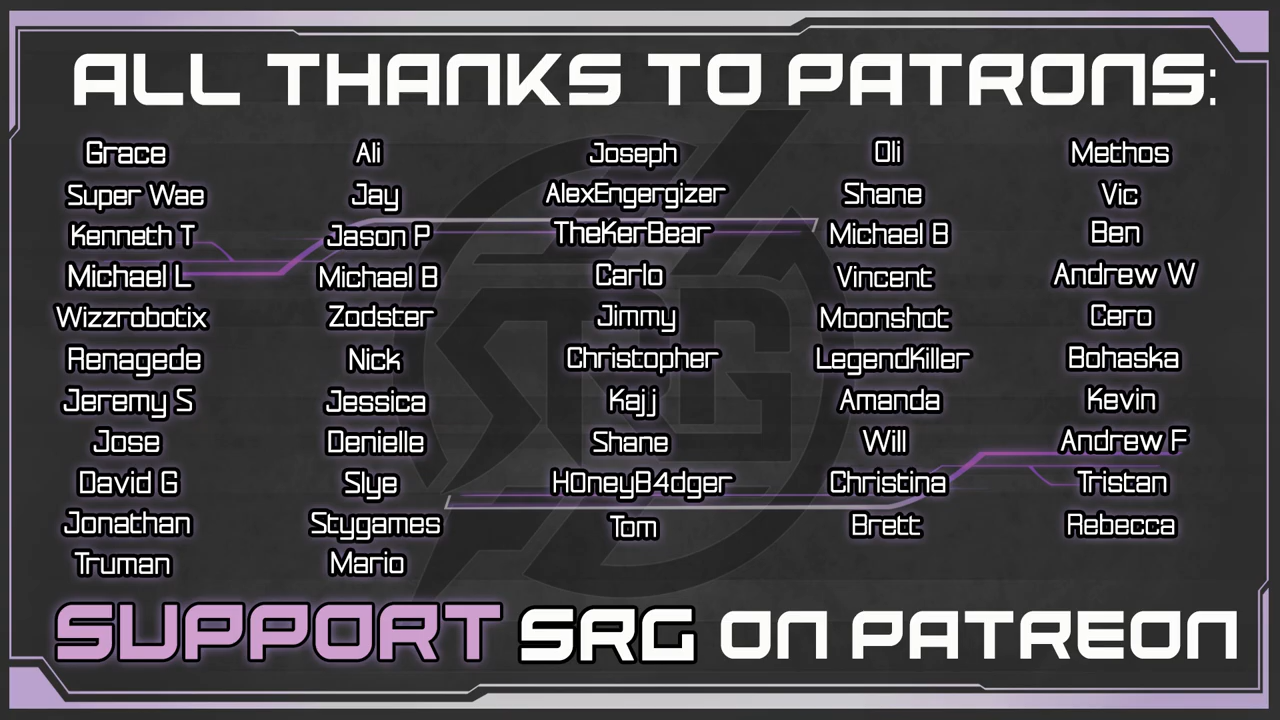 ALL THANKS TO PATRONS:
Grace Ali Joseph Oli Methos
Super Wae Jay AlexEngergizer Shane Vic
Kenneth T Jason P TheKerBear Michael B Ben
Michael L Michael B Carlo Vincent Andrew W
Wizzrobotix Zodster Jimmy Moonshot Cero
Renagede Nick Christopher LegendKiller Bohaska
Jeremy S Jessica Kajj Amanda Kevin
Jose Denielle Shane Will Andrew F
David G Slye H0neyB4dger Christina Tristan
Jonathan Stygames Tom Brett Rebecca
Truman Mario
SUPPORT SRG ON PATREON